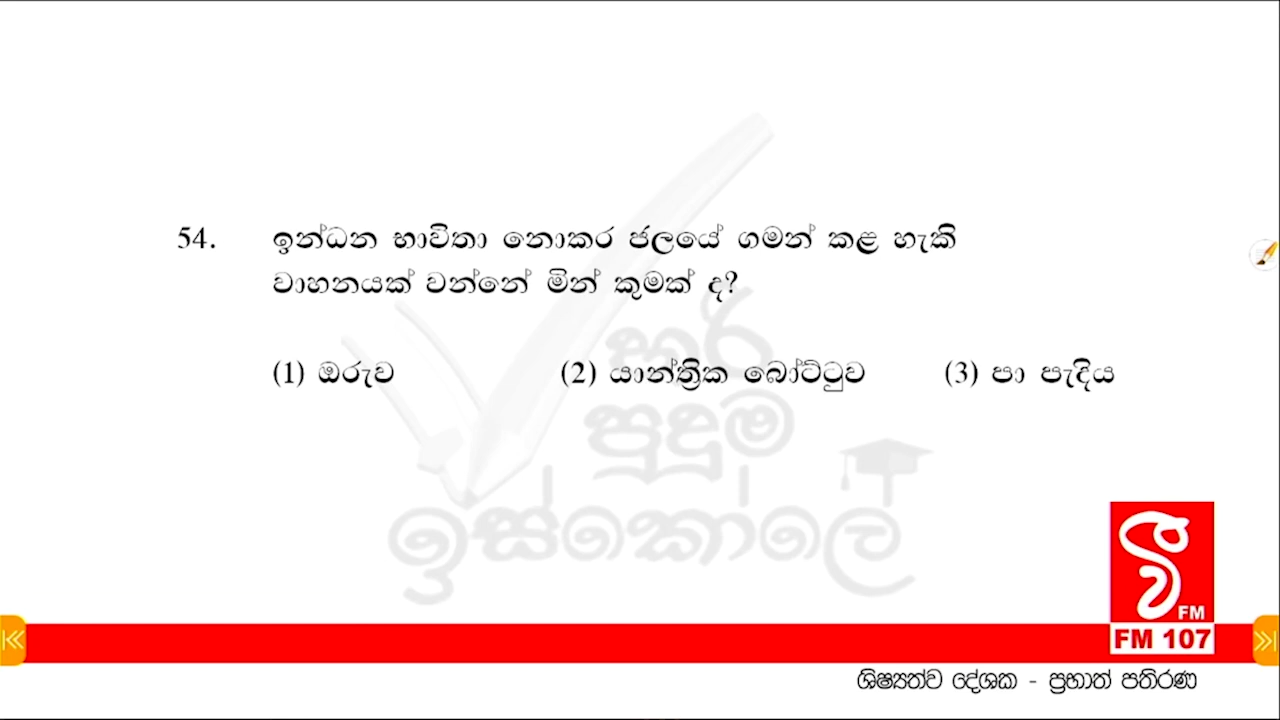 54. ඉන්ධන භාවිතා නොකර ජලයේ ගමන් කළ හැකි
වාහනයක් වන්නේ මින් කුමක් ද?
(1) ඔරුව (2) යාන්ත්‍රික බෝට්ටුව (3) පා පැදිය
හරි
පුදුම
ඉස්කෝලේ
FM
FM 107
ශිෂ්‍යත්ව දේශක - ප්‍රභාත් පතිරණ